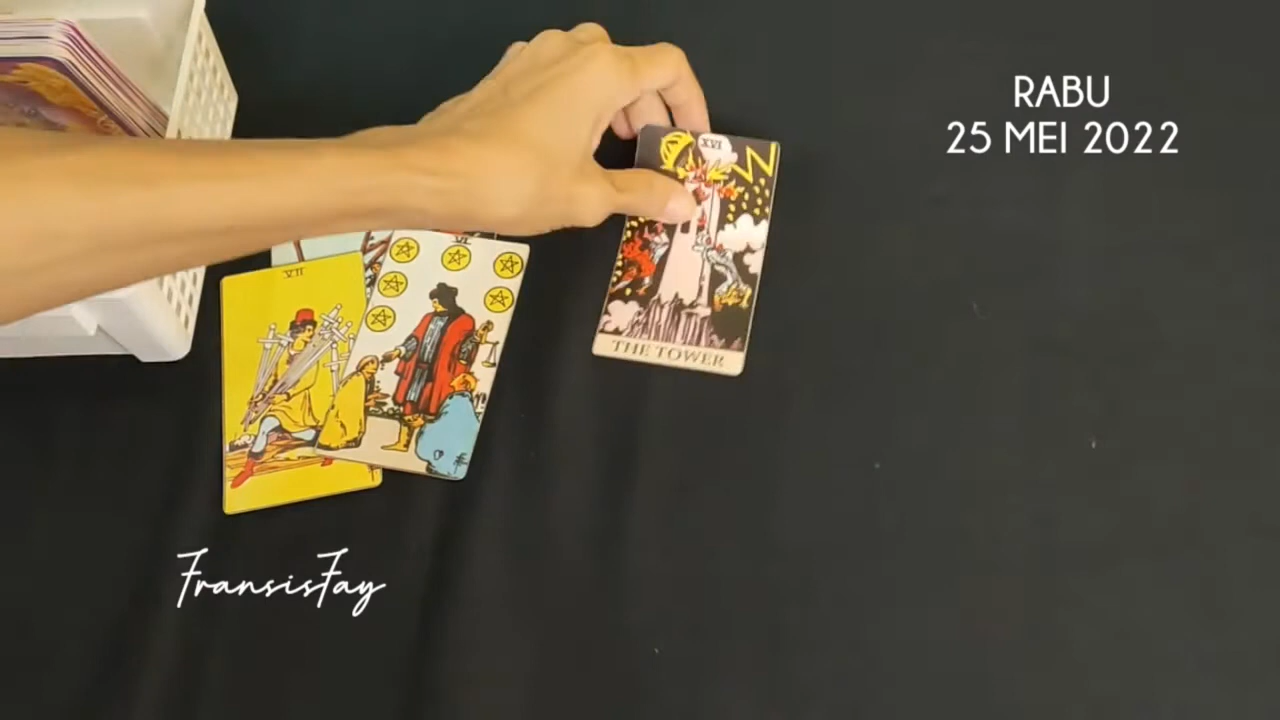 RABU
25 MEI 2022
XVI
THE TOWER
VII
VI
FransisFay